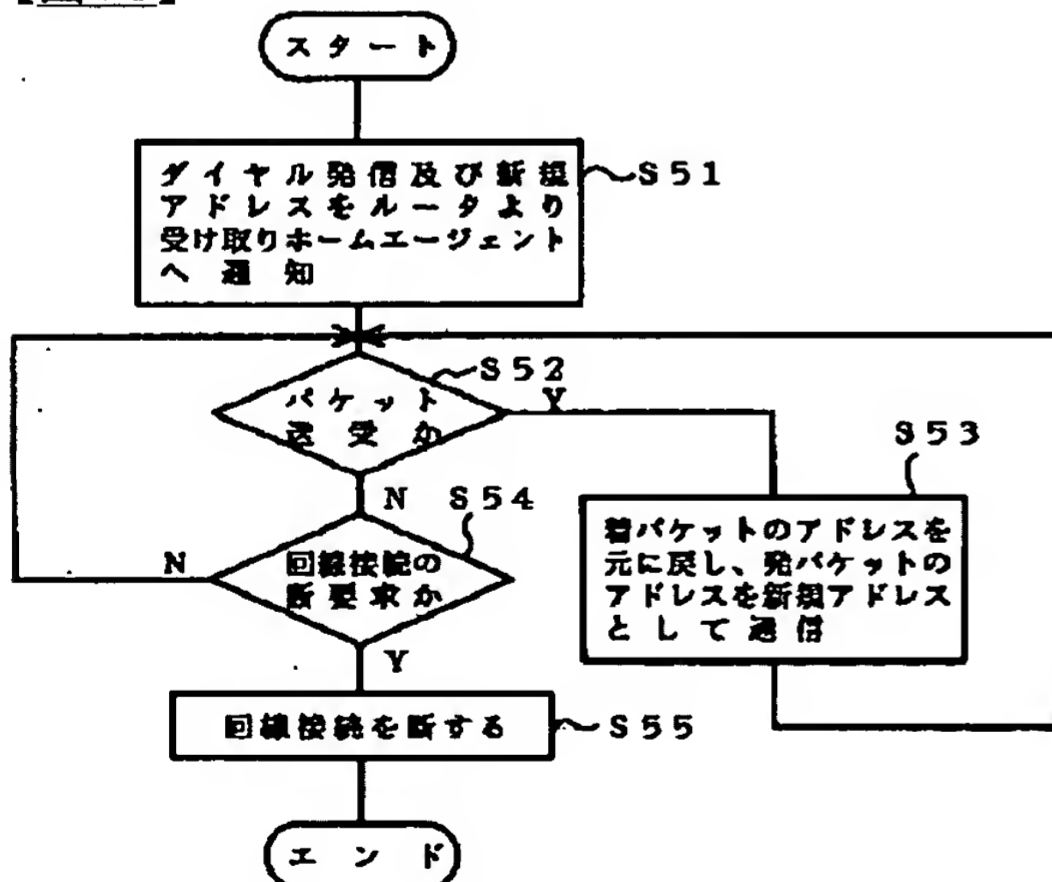 スタート
ダイヤル発信及び新規
アドレスをルータより
受け取りホームエージェント
へ通知
S51
S52
パケット
送受か
Y
N
S53
着パケットのアドレスを
元に戻し、発パケットの
アドレスを新規アドレス
として通信
S54
回線接続の
断要求か
N
Y
回線接続を断する
S55
エンド